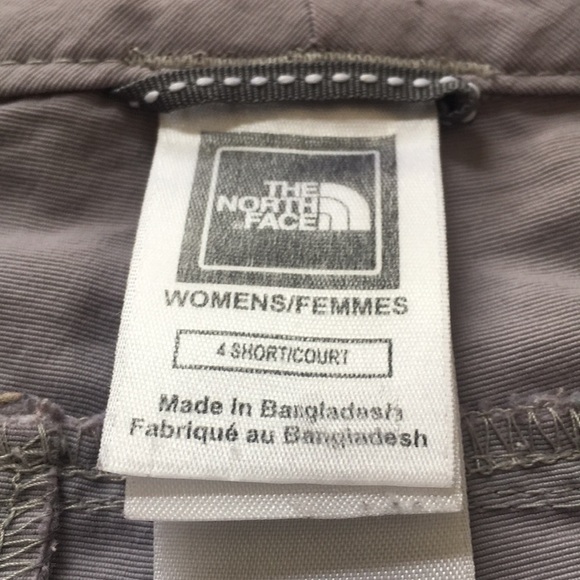 THE
NORTH
FACE
WOMENS/FEMMES
4 SHORT/COURT
Made in Bangladesh
Fabriqué au Bangladesh